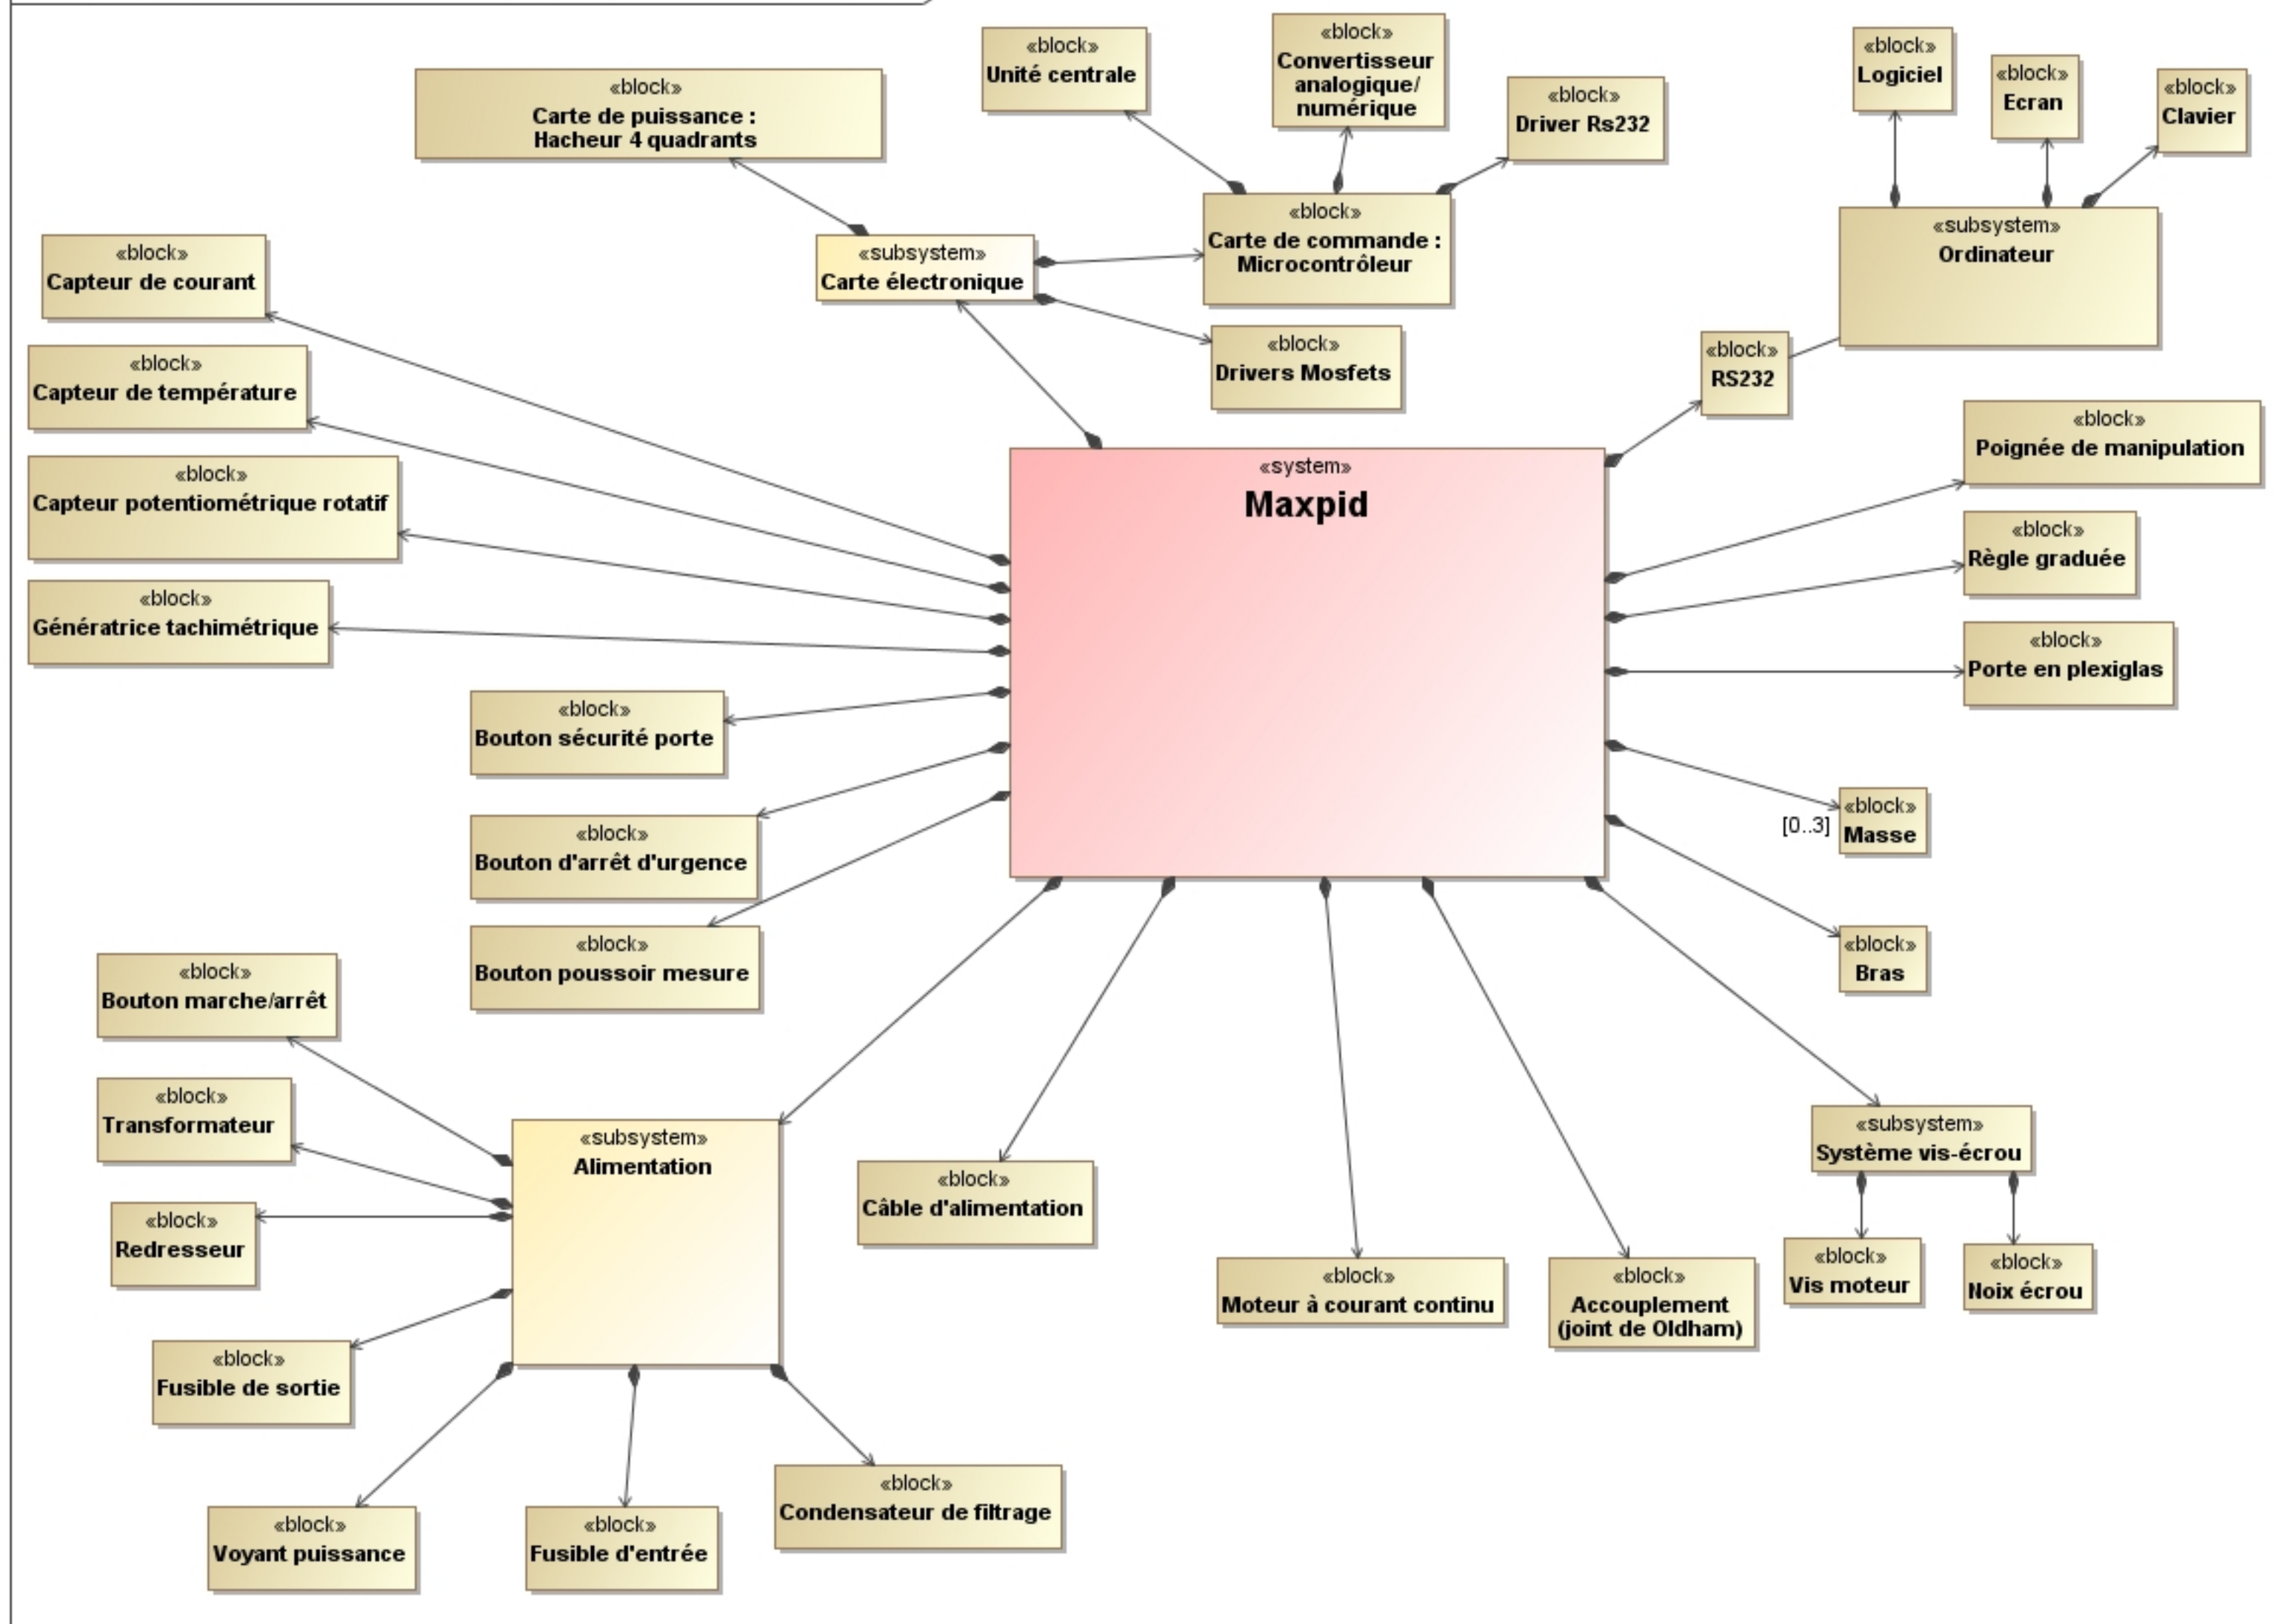 «block»
Unité centrale
«block»
Convertisseur
analogique/
numérique
«block»
Logiciel
«block»
Ecran
«block»
Clavier
«block»
Carte de puissance :
Hacheur 4 quadrants
«block»
Driver Rs232
«block»
Carte de commande :
Microcontrôleur
«subsystem»
Ordinateur
«block»
Capteur de courant
«subsystem»
Carte électronique
«block»
Drivers Mosfets
«block»
RS232
«block»
Capteur de température
«block»
Poignée de manipulation
«block»
Capteur potentiométrique rotatif
«system»
Maxpid
«block»
Règle graduée
«block»
Génératrice tachimétrique
«block»
Porte en plexiglas
«block»
Bouton sécurité porte
«block»
Bouton d'arrêt d'urgence
[0..3]
«block»
Masse
«block»
Bouton poussoir mesure
«block»
Bras
«block»
Bouton marche/arrêt
«block»
Transformateur
«subsystem»
Alimentation
«block»
Câble d'alimentation
«subsystem»
Système vis-écrou
«block»
Redresseur
«block»
Moteur à courant continu
«block»
Accouplement
(joint de Oldham)
«block»
Vis moteur
«block»
Noix écrou
«block»
Fusible de sortie
«block»
Condensateur de filtrage
«block»
Voyant puissance
«block»
Fusible d'entrée